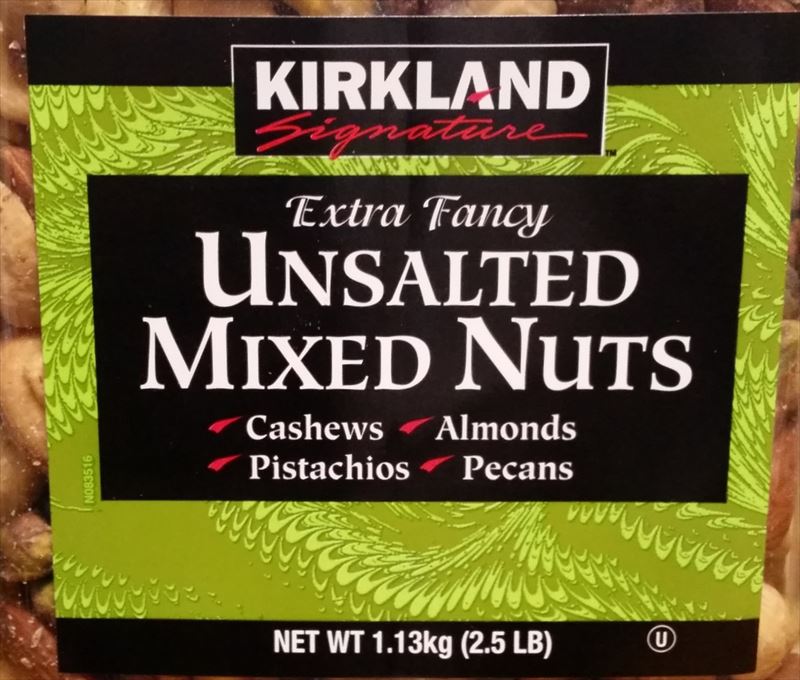 KIRKLAND
Signature
TM
Extra Fancy
UNSALTED
MIXED NUTS
Cashews Almonds
Pistachios Pecans
N083516
NET WT 1.13kg (2.5 LB)
U